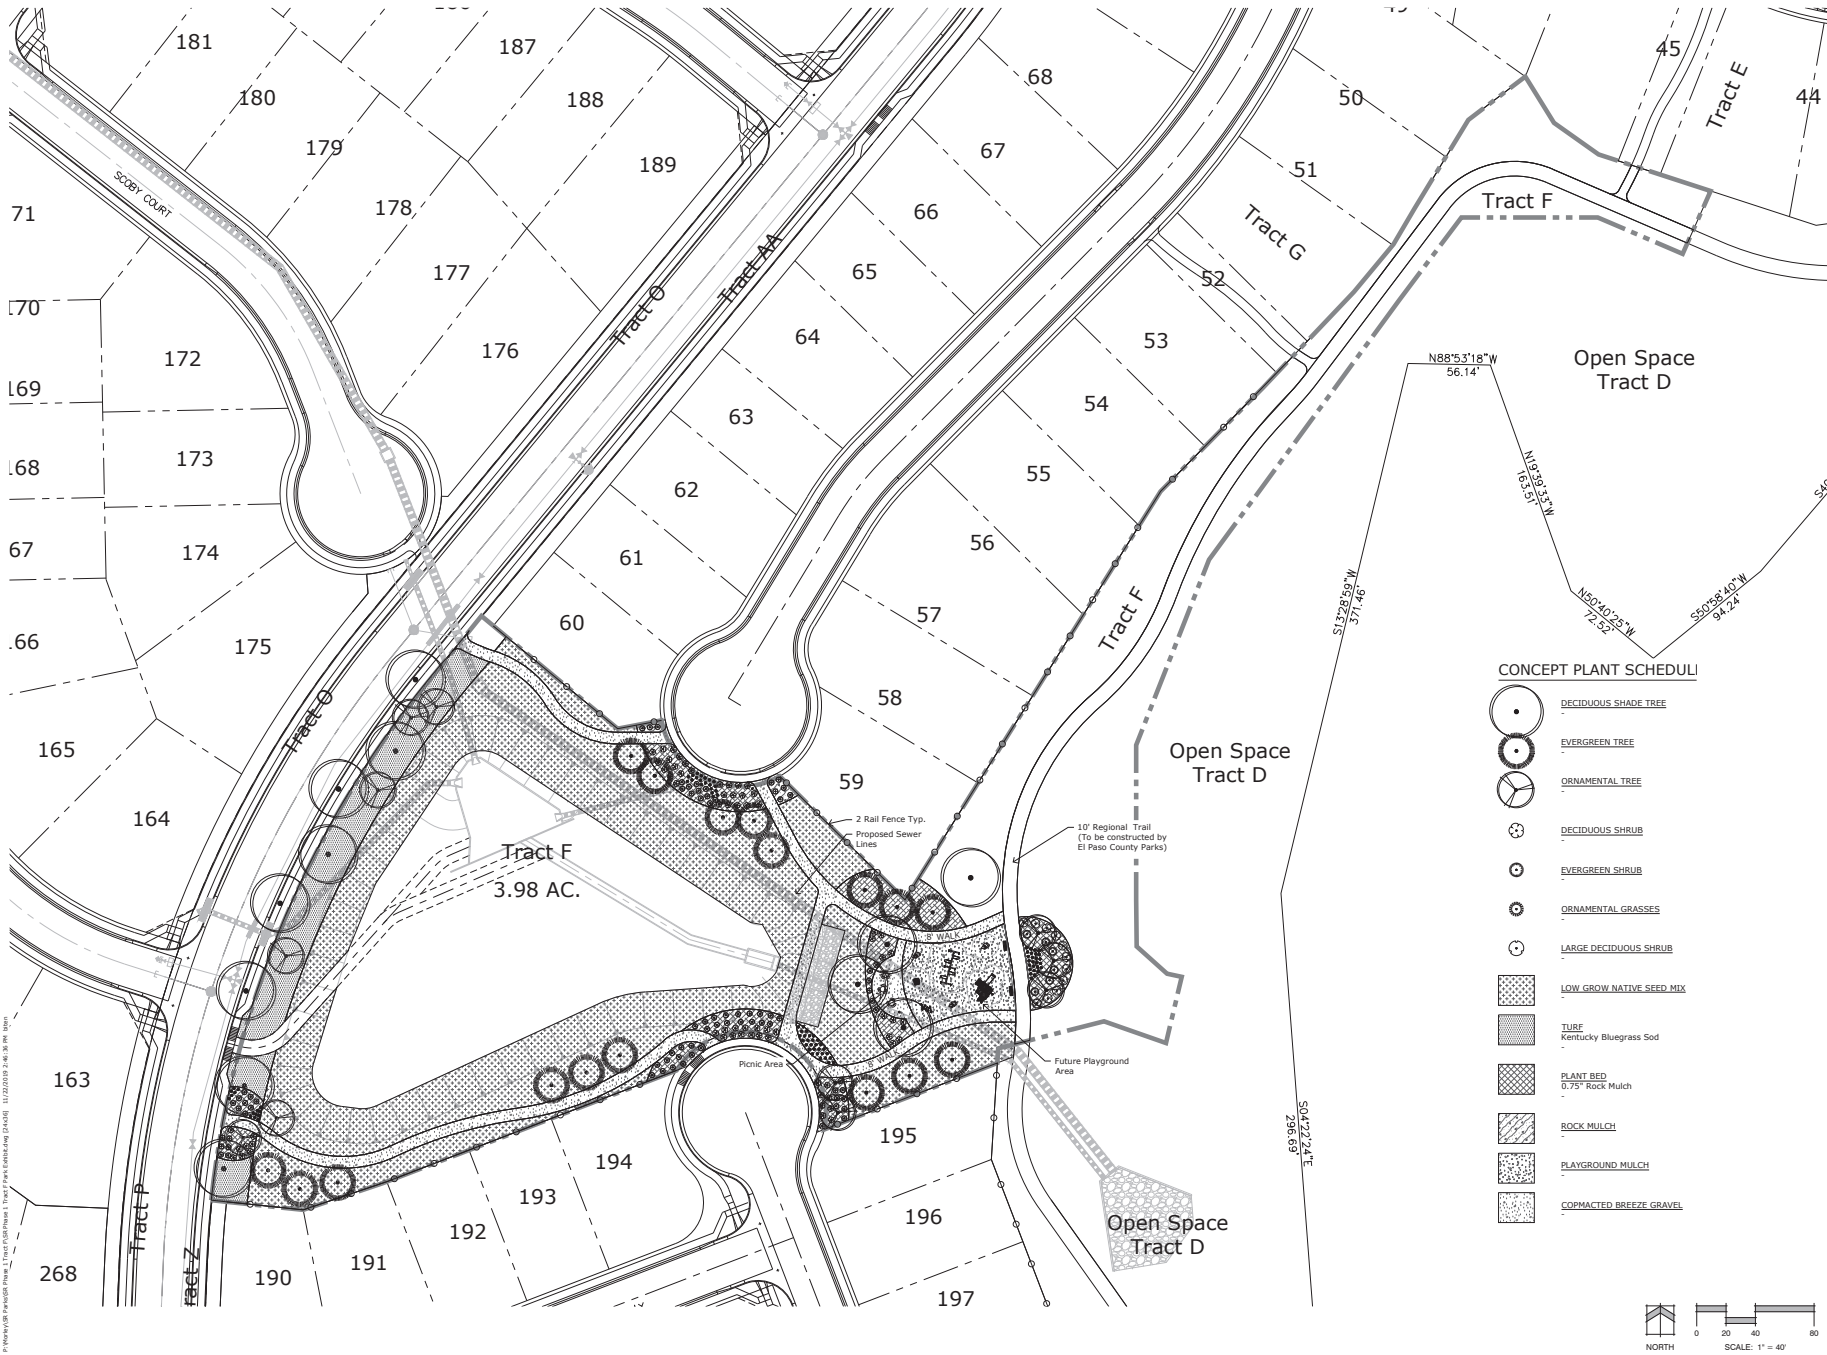 181
180
179
178
177
176
187
188
189
SCOBY COURT
71
170
169
168
67
172
173
174
175
165
164
163
268
Tract O
Tract AA
Tract O
Tract P
68
67
66
65
64
63
62
61
60
50
51
52
53
54
55
56
57
58
59
45
44
Tract E
Tract G
Tract F
Tract F
Open Space
Tract D
N88°53'18"W
56.14'
N19°39'33"W
163.51'
N50°40'25"W
72.52'
S50°58'40"W
94.24'
S13°28'59"W
371.46'
S04°22'24"E
296.69'
Open Space
Tract D
Tract F
3.98 AC.
2 Rail Fence Typ.
Proposed Sewer
Lines
10' Regional Trail
(To be constructed by
El Paso County Parks)
8' WALK
8' WALK
Picnic Area
Future Playground
Area
190
191
192
193
194
195
196
197
Open Space
Tract D
CONCEPT PLANT SCHEDUL
DECIDUOUS SHADE TREE
EVERGREEN TREE
ORNAMENTAL TREE
DECIDUOUS SHRUB
EVERGREEN SHRUB
ORNAMENTAL GRASSES
LARGE DECIDUOUS SHRUB
LOW GROW NATIVE SEED MIX
TURF
Kentucky Bluegrass Sod
PLANT BED
0.75" Rock Mulch
ROCK MULCH
PLAYGROUND MULCH
COPMACTED BREEZE GRAVEL
NORTH
0 20 40 80
SCALE: 1" = 40'